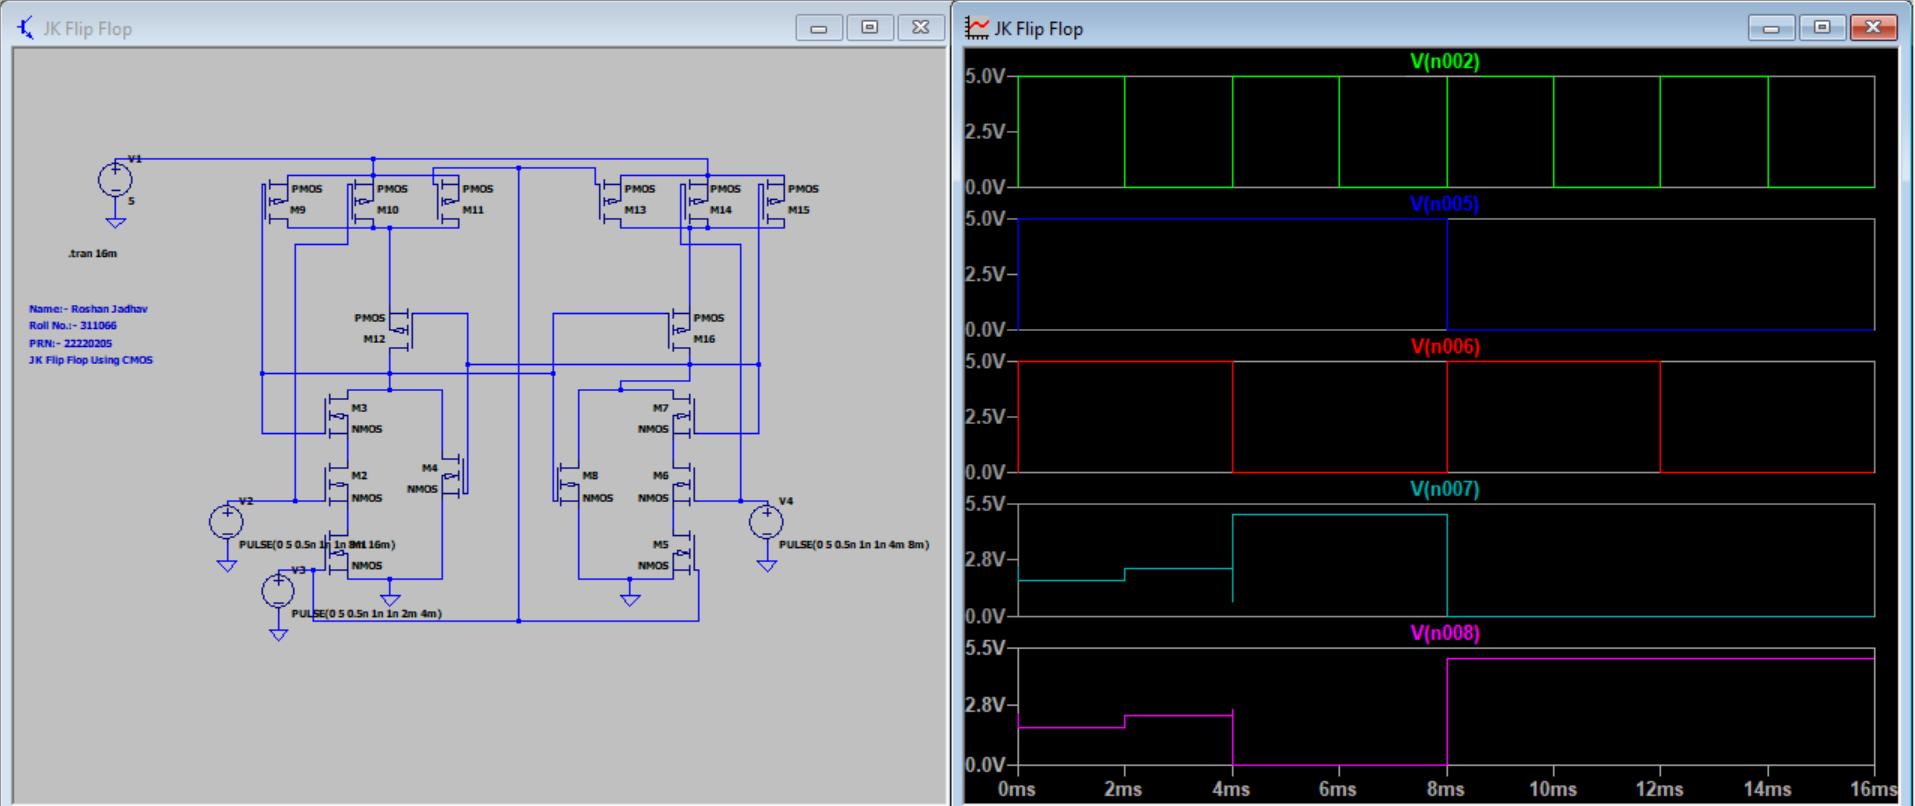 JK Flip Flop
V1
5
.tran 16m
Name:- Roshan Jadhav
Roll No.:- 311066
PRN:- 22220205
JK Flip Flop Using CMOS
PMOS
M9
PMOS
M10
PMOS
M11
PMOS
M13
PMOS
M14
PMOS
M15
PMOS
M12
PMOS
M16
M3
NMOS
M7
NMOS
M2
NMOS
M4
NMOS
M8
NMOS
M6
NMOS
V2
PULSE(0 5 0.5n 1n 1n 8m 16m)
M1
NMOS
V3
PULSE(0 5 0.5n 1n 1n 2m 4m)
M5
NMOS
V4
PULSE(0 5 0.5n 1n 1n 4m 8m)
JK Flip Flop
V(n002)
5.0V
2.5V
0.0V
V(n005)
5.0V
2.5V
0.0V
V(n006)
5.0V
2.5V
0.0V
V(n007)
5.5V
2.8V
0.0V
V(n008)
5.5V
2.8V
0.0V
0ms 2ms 4ms 6ms 8ms 10ms 12ms 14ms 16ms